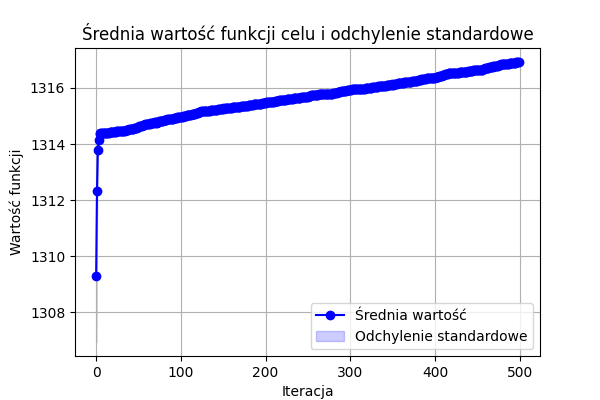 Średnia wartość funkcji celu i odchylenie standardowe
Wartość funkcji
1316
1314
1312
1310
1308
Średnia wartość
Odchylenie standardowe
0 100 200 300 400 500
Iteracja